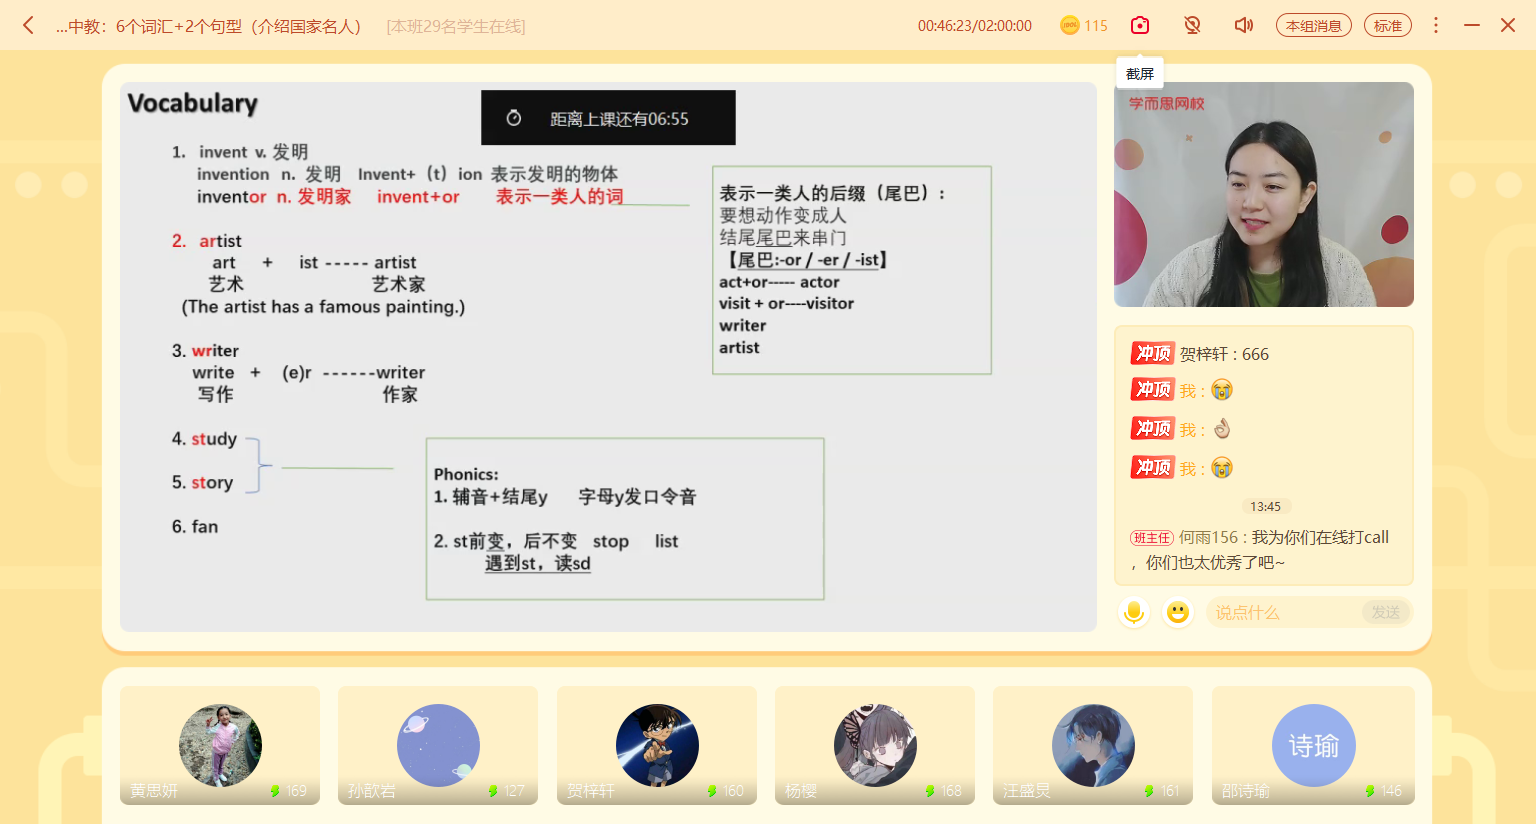 ...中教：6个词汇+2个句型（介绍国家名人）
[本班29名学生在线]
00:46:23/02:00:00
115
本组消息
标准
截屏
Vocabulary
距离上课还有06:55
1. invent v. 发明
invention n. 发明 Invent+（t）ion 表示发明的物体
inventor n. 发明家 invent+or 表示一类人的词
2. artist
art + ist ----- artist
艺术 艺术家
(The artist has a famous painting.)
3. writer
write + (e)r ------writer
写作 作家
4. study
5. story
6. fan
表示一类人的后缀（尾巴）：
要想动作变成人
结尾尾巴来串门
【尾巴:-or / -er / -ist】
act+or----- actor
visit + or----visitor
writer
artist
Phonics:
1. 辅音+结尾y 字母y发口令音
2. st前变，后不变 stop list
遇到st，读sd
学而思网校
冲顶 贺梓轩 : 666
冲顶 我 : 😭
冲顶 我 : 👌🏼
冲顶 我 : 😭
13:45
班主任 何雨156 : 我为你们在线打call
，你们也太优秀了吧~
说点什么
发送
诗瑜
黄思妍 169
孙歆岩 127
贺梓轩 160
杨樱 168
汪盛炅 161
邵诗瑜 146